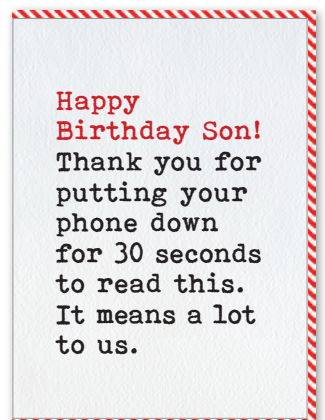 Happy
Birthday Son!
Thank you for
putting your
phone down
for 30 seconds
to read this.
It means a lot
to us.